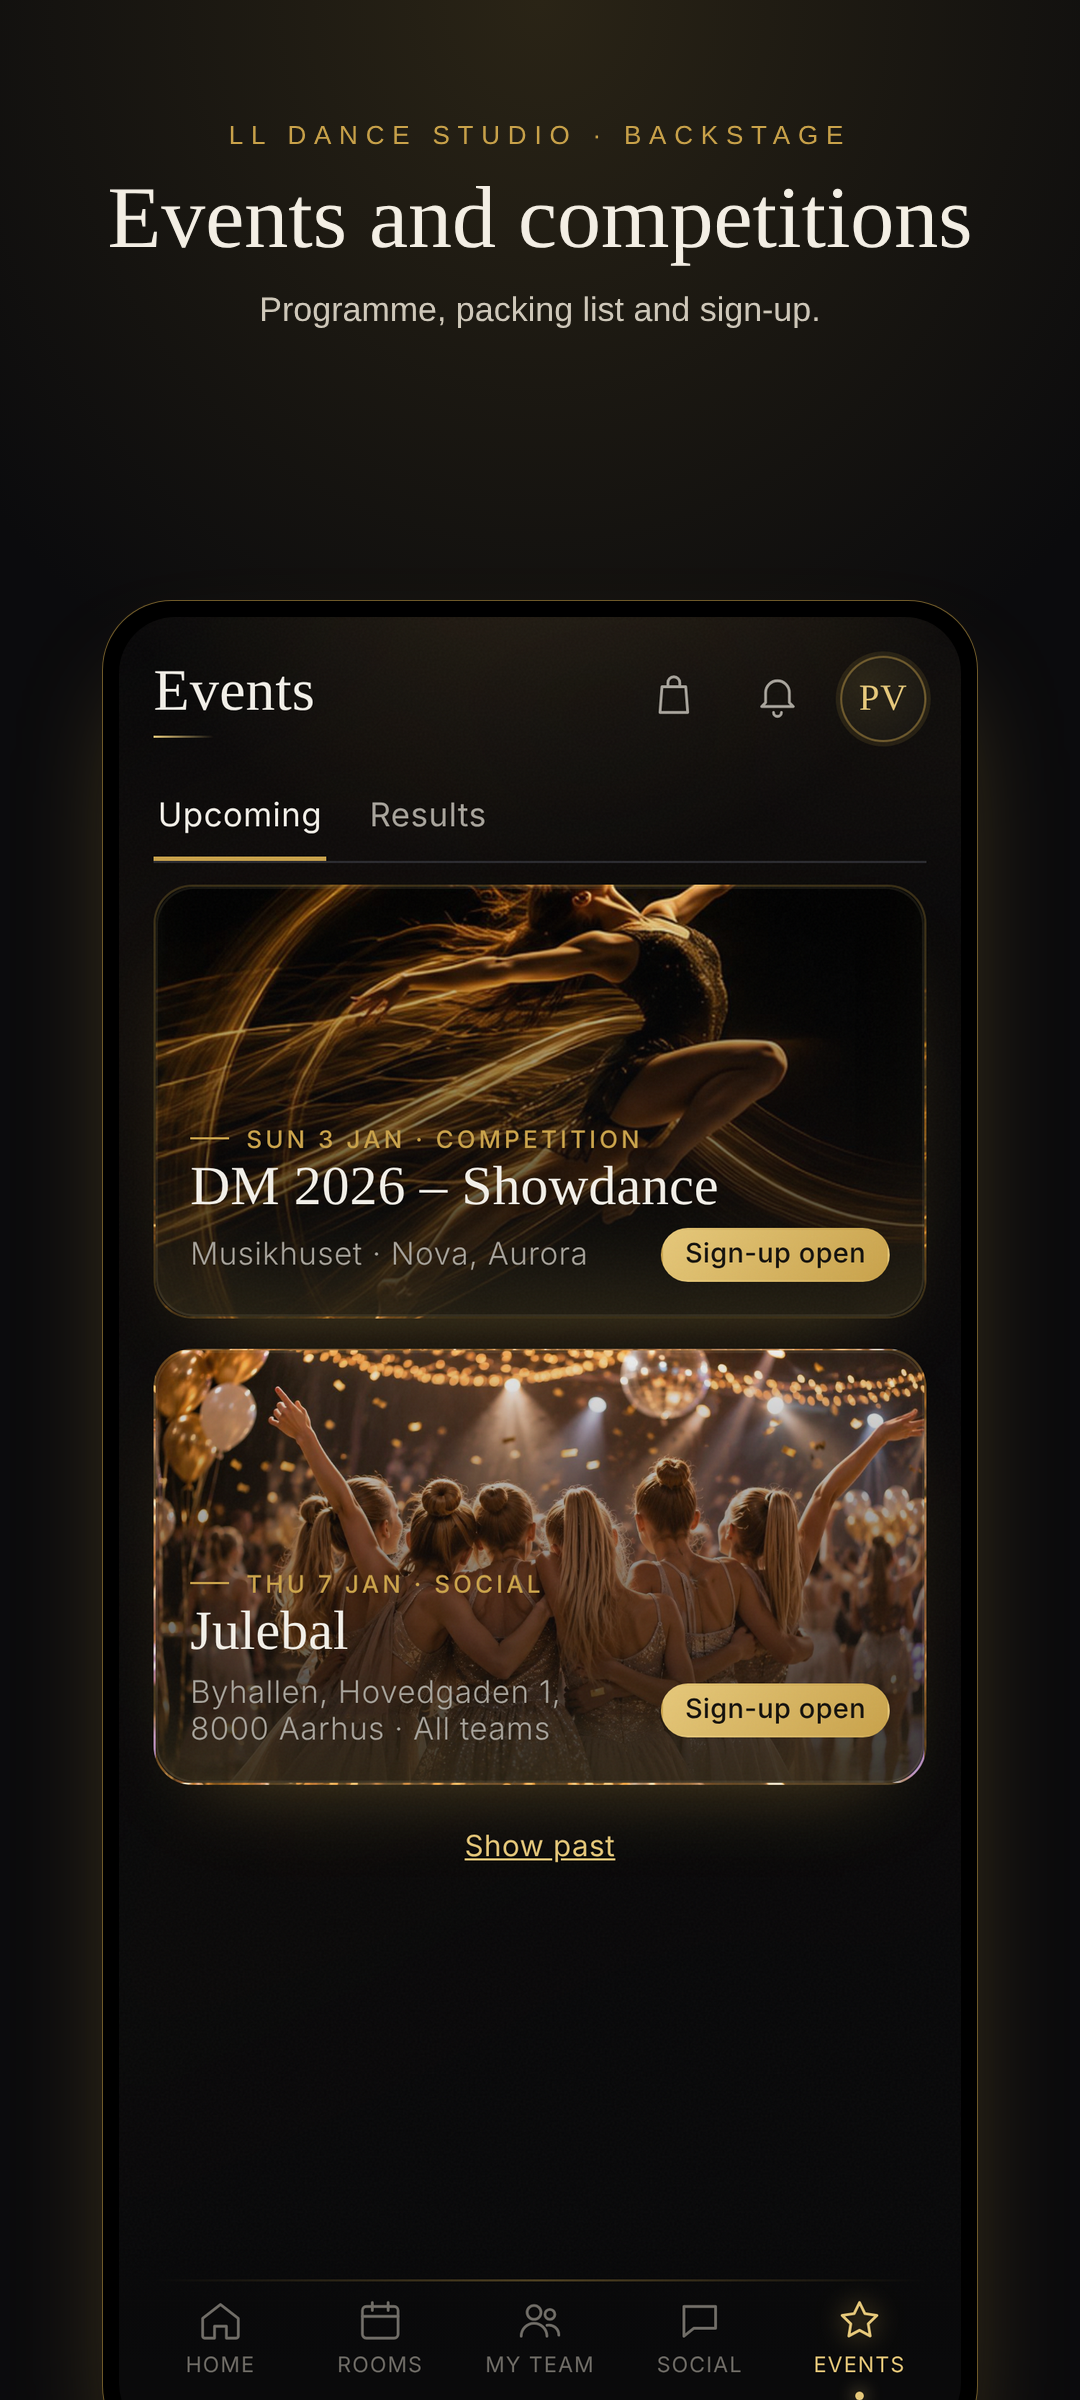 LL DANCE STUDIO · BACKSTAGE
Events and competitions
Programme, packing list and sign-up.
Events
PV
Upcoming
Results
SUN 3 JAN · COMPETITION
DM 2026 – Showdance
Musikhuset · Nova, Aurora
Sign-up open
THU 7 JAN · SOCIAL
Julebal
Byhallen, Hovedgaden 1,
8000 Aarhus · All teams
Sign-up open
Show past
HOME
ROOMS
MY TEAM
SOCIAL
EVENTS